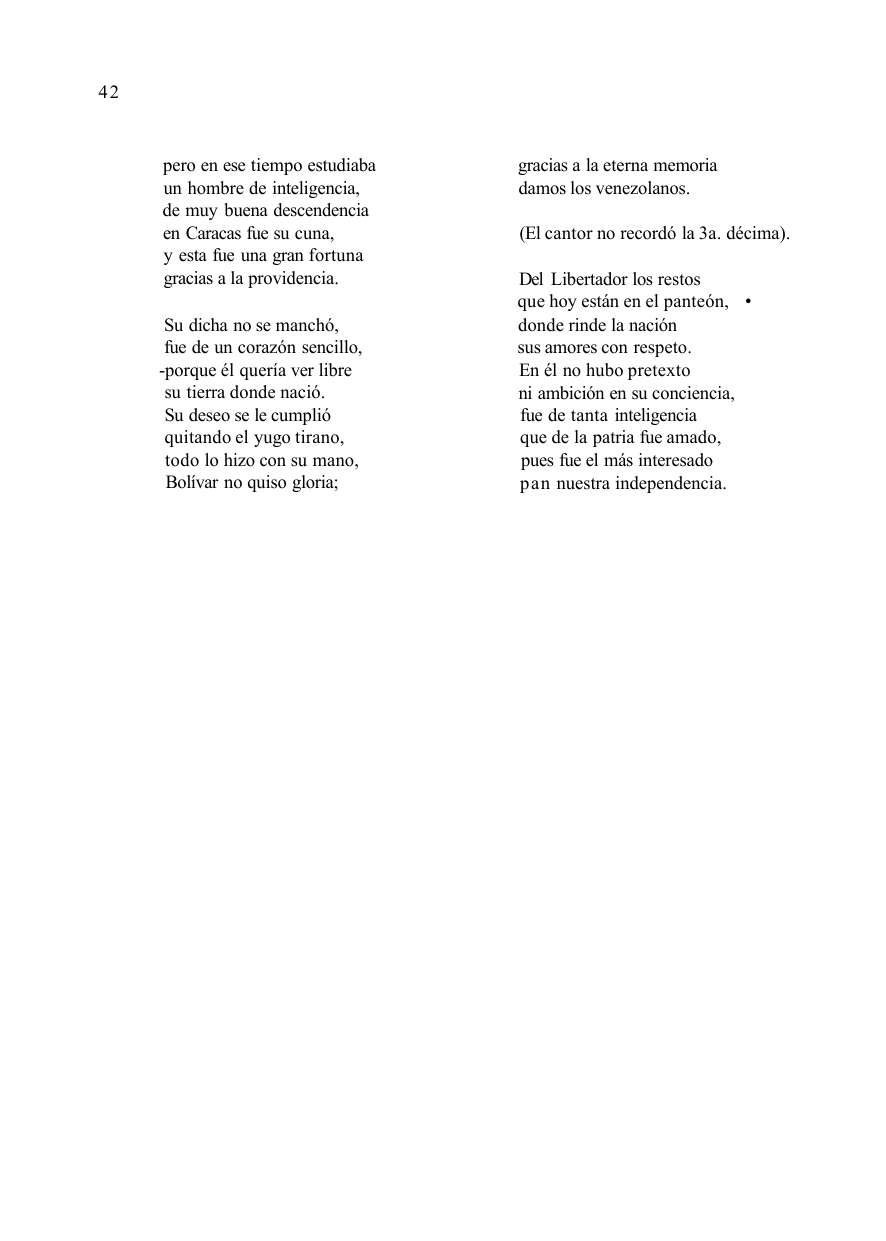 42
pero en ese tiempo estudiaba
un hombre de inteligencia,
de muy buena descendencia
en Caracas fue su cuna,
y esta fue una gran fortuna
gracias a la providencia.
Su dicha no se manchó,
fue de un corazón sencillo,
-porque él quería ver libre
su tierra donde nació.
Su deseo se le cumplió
quitando el yugo tirano,
todo lo hizo con su mano,
Bolívar no quiso gloria;
gracias a la eterna memoria
damos los venezolanos.
(El cantor no recordó la 3a. décima).
Del Libertador los restos
que hoy están en el panteón, •
donde rinde la nación
sus amores con respeto.
En él no hubo pretexto
ni ambición en su conciencia,
fue de tanta inteligencia
que de la patria fue amado,
pues fue el más interesado
pan nuestra independencia.